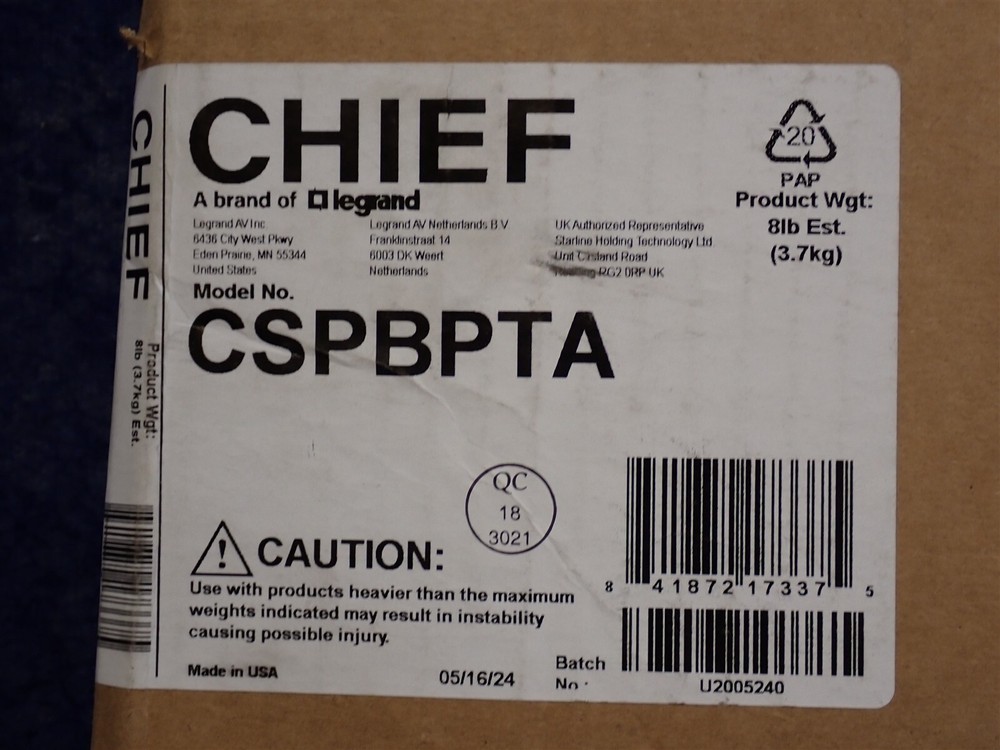 CHIEF
A brand of legrand
Legrand AV Inc
6436 City West Pkwy
Eden Prairie, MN 55344
United States
Legrand AV Netherlands B V
Franklinstraat 14
6003 DK Weert
Netherlands
UK Authorized Representative
Starline Holding Technology Ltd.
Unit Road
RG2 0RP UK
20
PAP
Product Wgt:
8lb Est.
(3.7kg)
Model No.
CSPBPTA
QC
18
3021
CAUTION:
Use with products heavier than the maximum
weights indicated may result in instability
causing possible injury.
Made in USA
05/16/24
8 41872 17337 5
Batch
No :
U2005240
CHIEF
Product Wgt:
8lb (3.7kg) Est.